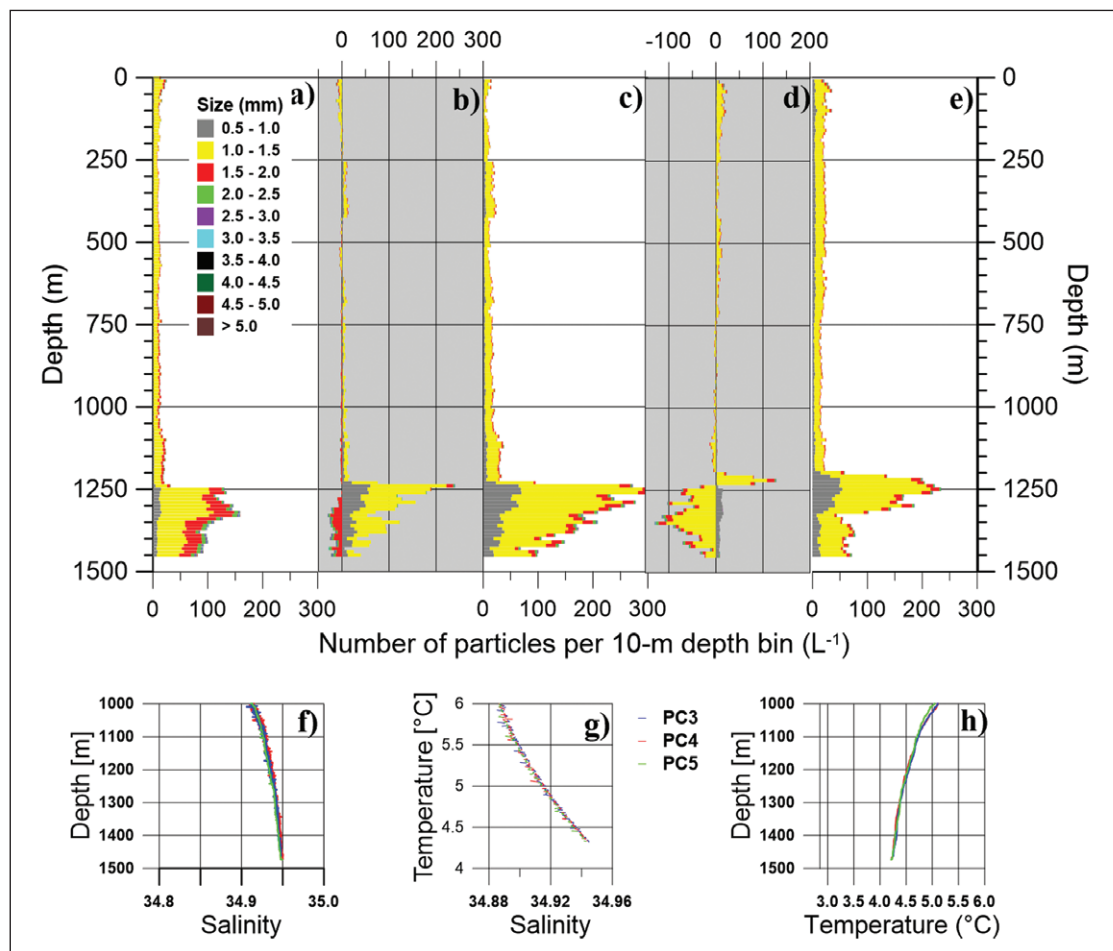 0 100 200 300
-100 0 100 200
0
250
500
750
1000
1250
1500
Depth (m)
a)
b)
c)
d)
e)
Size (mm)
0.5 - 1.0
1.0 - 1.5
1.5 - 2.0
2.0 - 2.5
2.5 - 3.0
3.0 - 3.5
3.5 - 4.0
4.0 - 4.5
4.5 - 5.0
> 5.0
0
250
500
750
1000
1250
1500
Depth (m)
0 100 200 300
0 100 200 300
0 100 200 300
Number of particles per 10-m depth bin (L-1)
1000
1100
1200
1300
1400
1500
Depth [m]
f)
34.8 34.9 35.0
Salinity
6
5.5
5
4.5
4
Temperature [°C]
g)
34.88 34.92 34.96
Salinity
PC3
PC4
PC5
1000
1100
1200
1300
1400
1500
Depth [m]
h)
3.0 3.5 4.0 4.5 5.0 5.5 6.0
Temperature (°C)